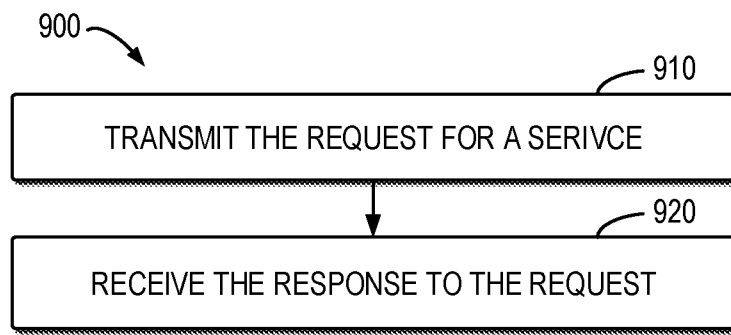 900
910
TRANSMIT THE REQUEST FOR A SERIVCE
920
RECEIVE THE RESPONSE TO THE REQUEST